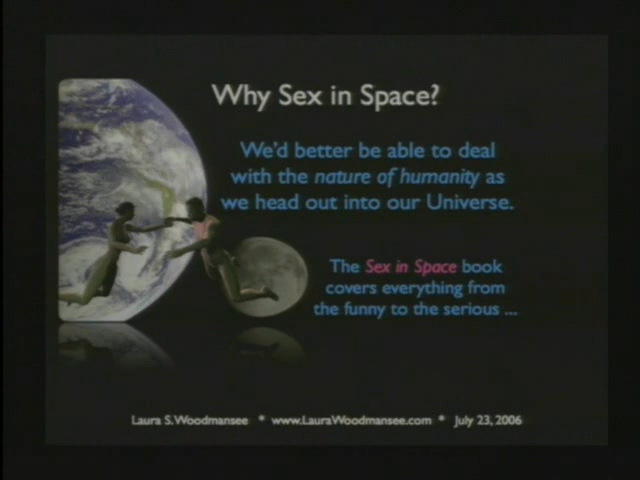 Why Sex in Space?
We'd better be able to deal
with the nature of humanity as
we head out into our Universe.
The Sex in Space book
covers everything from
the funny to the serious ...
Laura S. Woodmansee * www.LauraWoodmansee.com * July 23, 2006